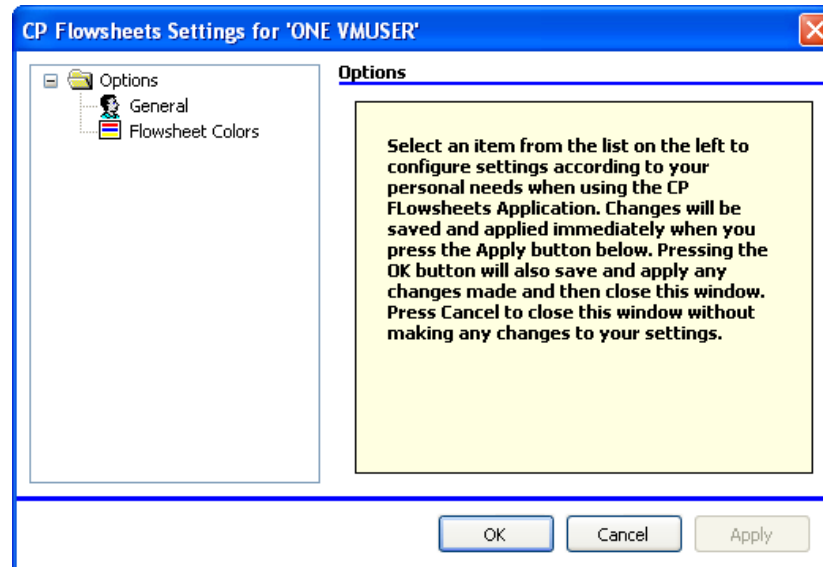 CP Flowsheets Settings for 'ONE VMUSER'
Options
General
Flowsheet Colors
Options
Select an item from the list on the left to
configure settings according to your
personal needs when using the CP
FLowsheets Application. Changes will be
saved and applied immediately when you
press the Apply button below. Pressing the
OK button will also save and apply any
changes made and then close this window.
Press Cancel to close this window without
making any changes to your settings.
OK
Cancel
Apply